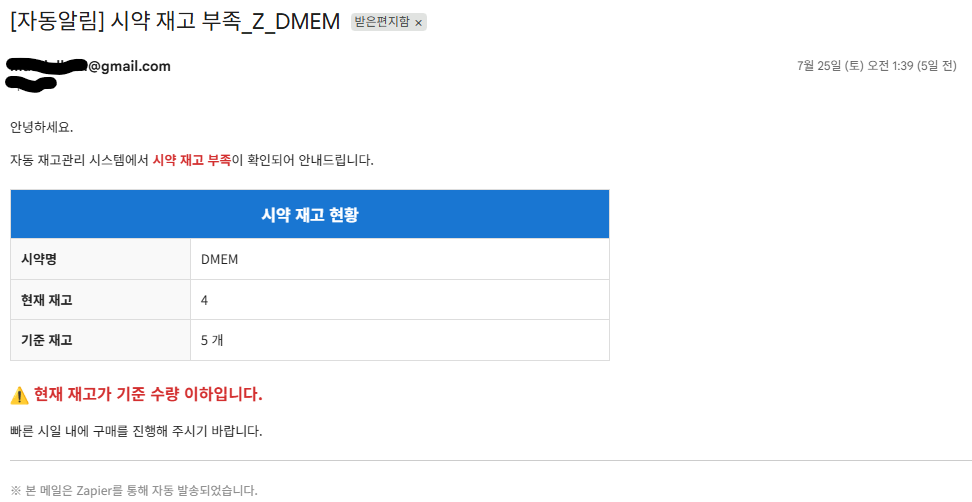 [자동알림] 시약 재고 부족_Z_DMEM 받은편지함 ×
@gmail.com 7월 25일 (토) 오전 1:39 (5일 전)
안녕하세요.
자동 재고관리 시스템에서 시약 재고 부족이 확인되어 안내드립니다.
시약 재고 현황
시약명 DMEM
현재 재고 4
기준 재고 5 개
⚠️ 현재 재고가 기준 수량 이하입니다.
빠른 시일 내에 구매를 진행해 주시기 바랍니다.
※ 본 메일은 Zapier를 통해 자동 발송되었습니다.